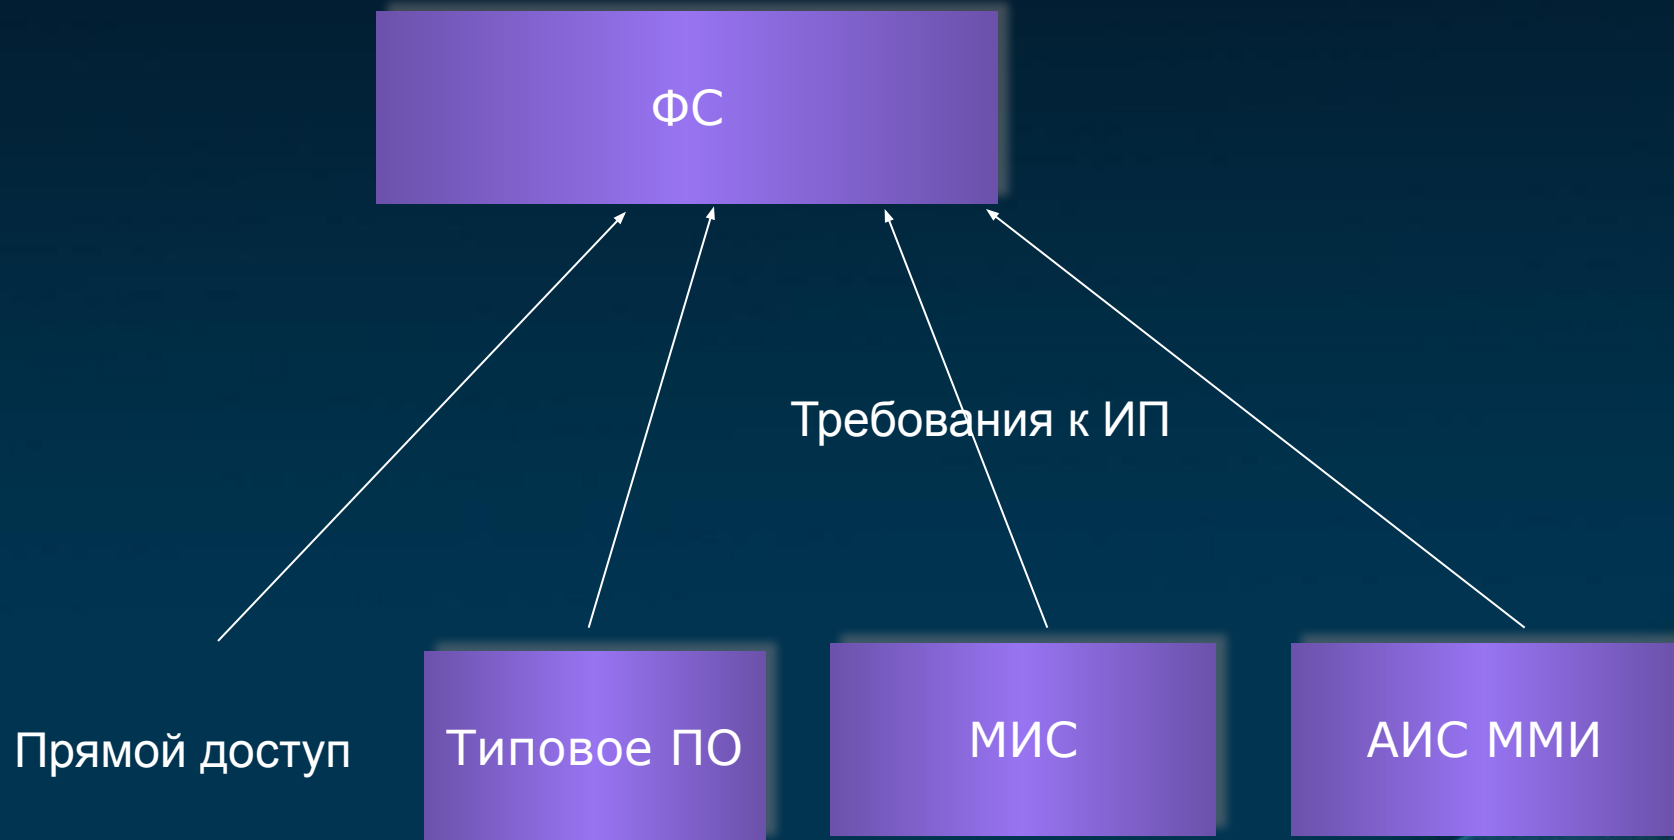 ФС
Требования к ИП
Прямой доступ
Типовое ПО
МИС
АИС ММИ